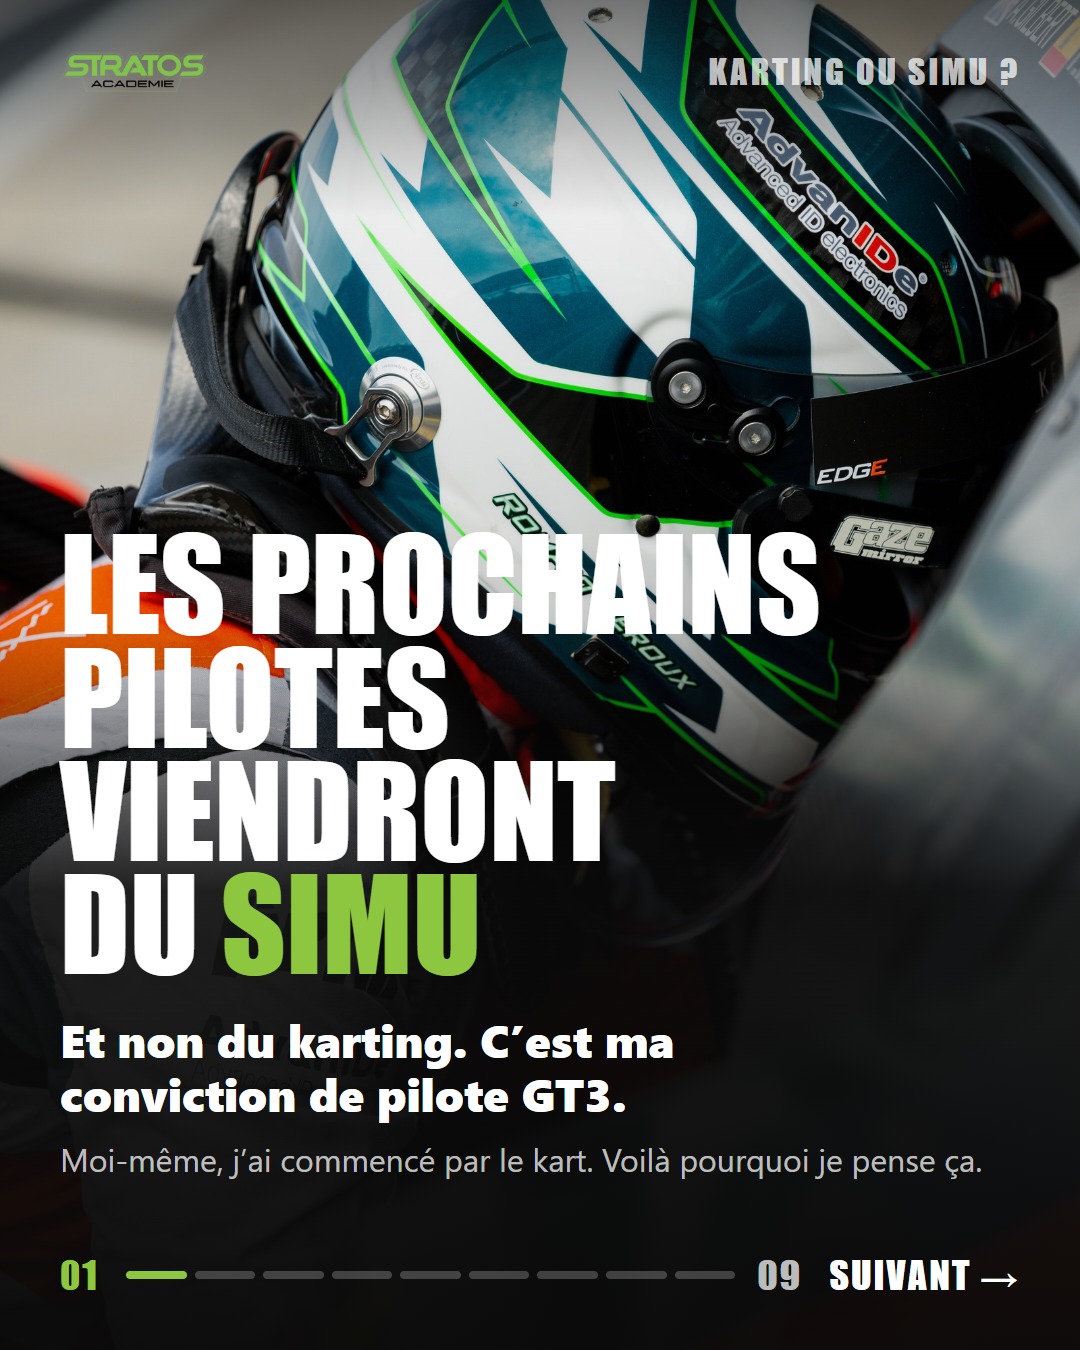 STRATOS
ACADEMIE
KARTING OU SIMU ?
AdvanIDe®
Advanced ID electronics
EDGE
Gaze
mirror
LES PROCHAINS
PILOTES
VIENDRONT
DU SIMU
Et non du karting. C´est ma
conviction de pilote GT3.
Moi-même, j’ai commencé par le kart. Voilà pourquoi je pense ça.
01
09
SUIVANT →